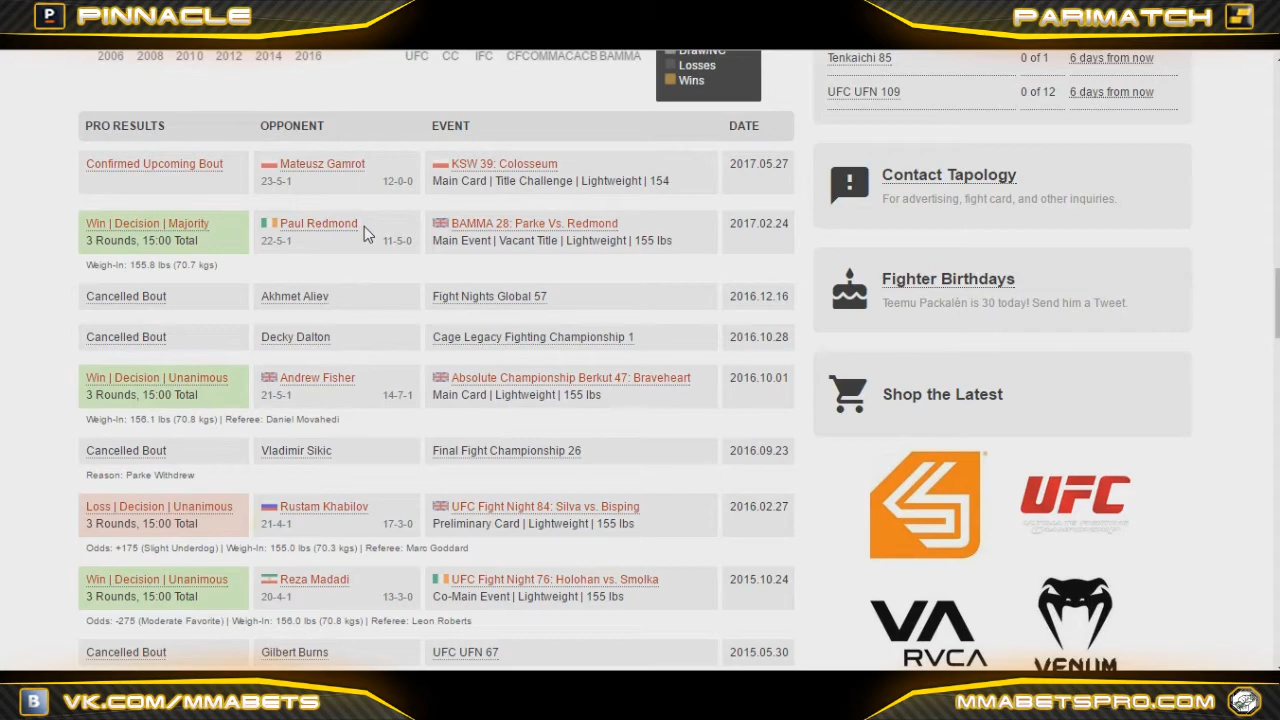 PINNACLE
PARIMATCH
2006 2008 2010 2012 2014 2016
UFC CC IFC CFCOMMACACB BAMMA
Draw/NC
Losses
Wins
Tenkaichi 85 0 of 1 6 days from now
UFC UFN 109 0 of 12 6 days from now
PRO RESULTS OPPONENT EVENT DATE
Confirmed Upcoming Bout Mateusz Gamrot KSW 39: Colosseum 2017.05.27
23-5-1 12-0-0 Main Card | Title Challenge | Lightweight | 154
Win | Decision | Majority Paul Redmond BAMMA 28: Parke Vs. Redmond 2017.02.24
3 Rounds, 15:00 Total 22-5-1 11-5-0 Main Event | Vacant Title | Lightweight | 155 lbs
Weigh-In: 155.8 lbs (70.7 kgs)
Cancelled Bout Akhmet Aliev Fight Nights Global 57 2016.12.16
Cancelled Bout Decky Dalton Cage Legacy Fighting Championship 1 2016.10.28
Win | Decision | Unanimous Andrew Fisher Absolute Championship Berkut 47: Braveheart 2016.10.01
3 Rounds, 15:00 Total 21-5-1 14-7-1 Main Card | Lightweight | 155 lbs
Weigh-In: 156.1 lbs (70.8 kgs) | Referee: Daniel Movahedi
Cancelled Bout Vladimir Sikic Final Fight Championship 26 2016.09.23
Reason: Parke Withdrew
Loss | Decision | Unanimous Rustam Khabilov UFC Fight Night 84: Silva vs. Bisping 2016.02.27
3 Rounds, 15:00 Total 21-4-1 17-3-0 Preliminary Card | Lightweight | 155 lbs
Odds: +175 (Slight Underdog) | Weigh-In: 155.0 lbs (70.3 kgs) | Referee: Marc Goddard
Win | Decision | Unanimous Reza Madadi UFC Fight Night 76: Holohan vs. Smolka 2015.10.24
3 Rounds, 15:00 Total 20-4-1 13-3-0 Co-Main Event | Lightweight | 155 lbs
Odds: -275 (Moderate Favorite) | Weigh-In: 156.0 lbs (70.8 kgs) | Referee: Leon Roberts
Cancelled Bout Gilbert Burns UFC UFN 67 2015.05.30
Contact Tapology
For advertising, fight card, and other inquiries.
Fighter Birthdays
Teemu Packalén is 30 today! Send him a Tweet.
Shop the Latest
UFC
ULTIMATE FIGHTING
CHAMPIONSHIP
RVCA
VENUM
VK.COM/MMABETS
MMABETSPRO.COM